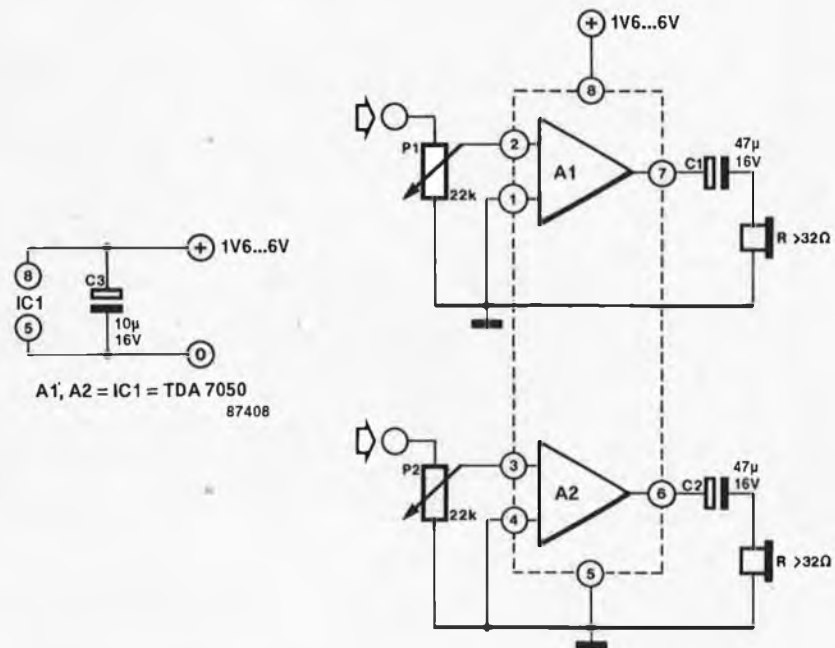 + 1V6...6V
8
P1
22k
2
1
A1
7
C1
47µ
16V
R >32Ω
8
IC1
5
C3
10µ
16V
+ 1V6...6V
0
A1, A2 = IC1 = TDA 7050
87408
P2
22k
3
4
A2
6
C2
47µ
16V
R >32Ω
5